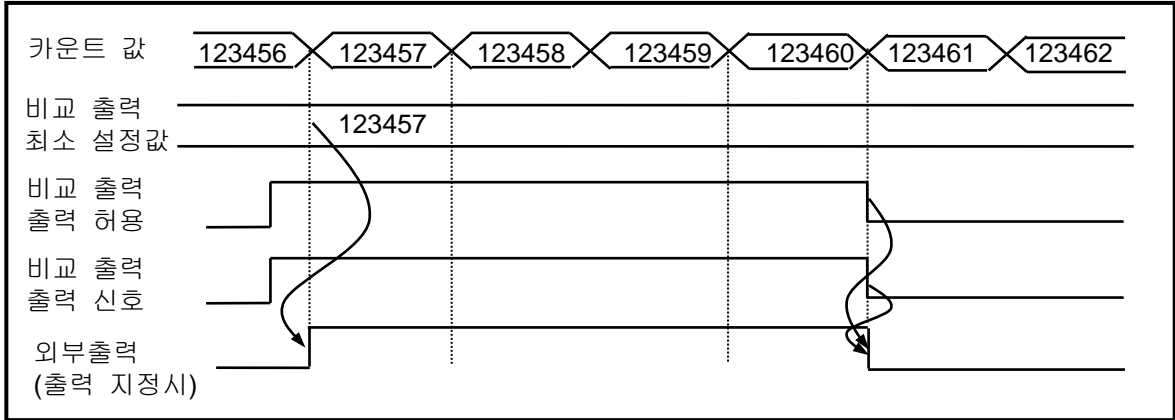 카운트 값
123456 123457 123458 123459 123460 123461 123462
비교 출력
최소 설정값
123457
비교 출력
출력 허용
비교 출력
출력 신호
외부출력
(출력 지정시)